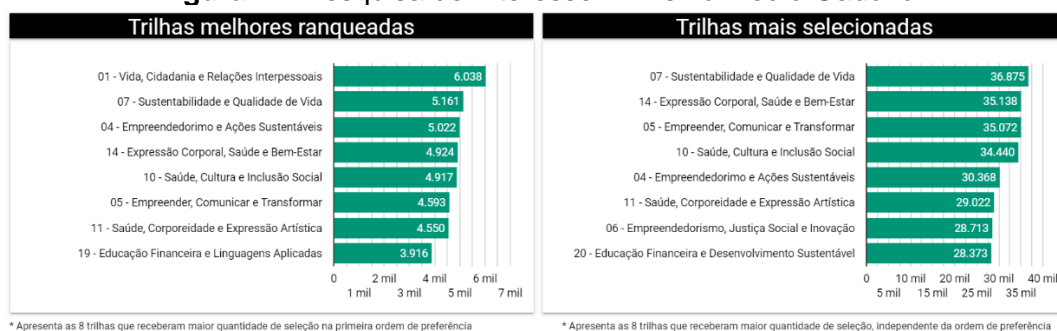 Trilhas melhores ranqueadas
01 - Vida, Cidadania e Relações Interpessoais 6.038
07 - Sustentabilidade e Qualidade de Vida 5.161
04 - Empreendedorimo e Ações Sustentáveis 5.022
14 - Expressão Corporal, Saúde e Bem-Estar 4.924
10 - Saúde, Cultura e Inclusão Social 4.917
05 - Empreender, Comunicar e Transformar 4.593
11 - Saúde, Corporeidade e Expressão Artística 4.550
19 - Educação Financeira e Linguagens Aplicadas 3.916
0 2 mil 4 mil 6 mil
1 mil 3 mil 5 mil 7 mil
* Apresenta as 8 trilhas que receberam maior quantidade de seleção na primeira ordem de preferência
Trilhas mais selecionadas
07 - Sustentabilidade e Qualidade de Vida 36.875
14 - Expressão Corporal, Saúde e Bem-Estar 35.138
05 - Empreender, Comunicar e Transformar 35.072
10 - Saúde, Cultura e Inclusão Social 34.440
04 - Empreendedorimo e Ações Sustentáveis 30.368
11 - Saúde, Corporeidade e Expressão Artística 29.022
06 - Empreendedorismo, Justiça Social e Inovação 28.713
20 - Educação Financeira e Desenvolvimento Sustentável 28.373
0 10 mil 20 mil 30 mil 40 mil
5 mil 15 mil 25 mil 35 mil
* Apresenta as 8 trilhas que receberam maior quantidade de seleção, independente da ordem de preferência